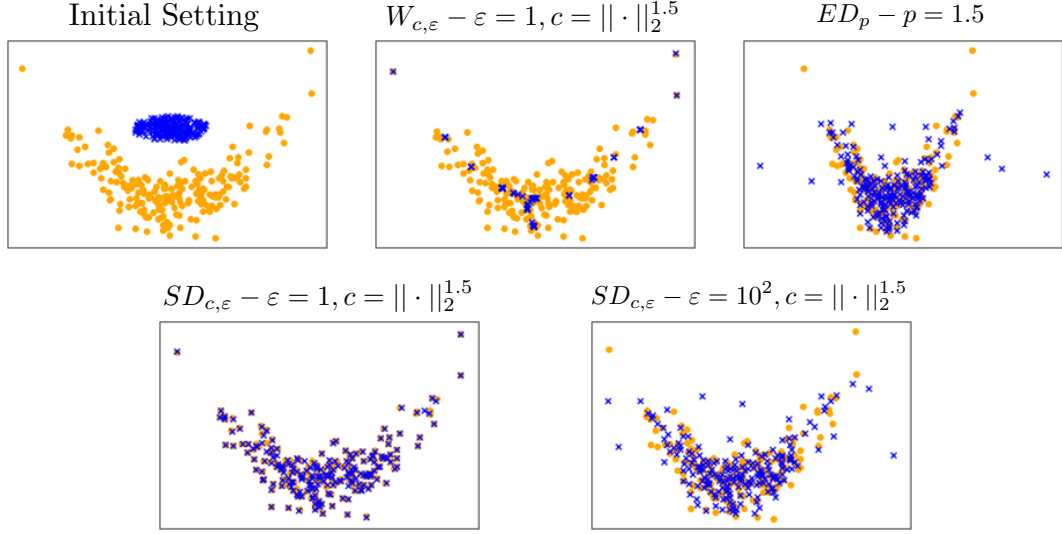 Initial Setting
$W_{c,\varepsilon} - \varepsilon = 1, c = ||\cdot||_2^{1.5}$
$ED_p - p = 1.5$
$SD_{c,\varepsilon} - \varepsilon = 1, c = ||\cdot||_2^{1.5}$
$SD_{c,\varepsilon} - \varepsilon = 10^2, c = ||\cdot||_2^{1.5}$